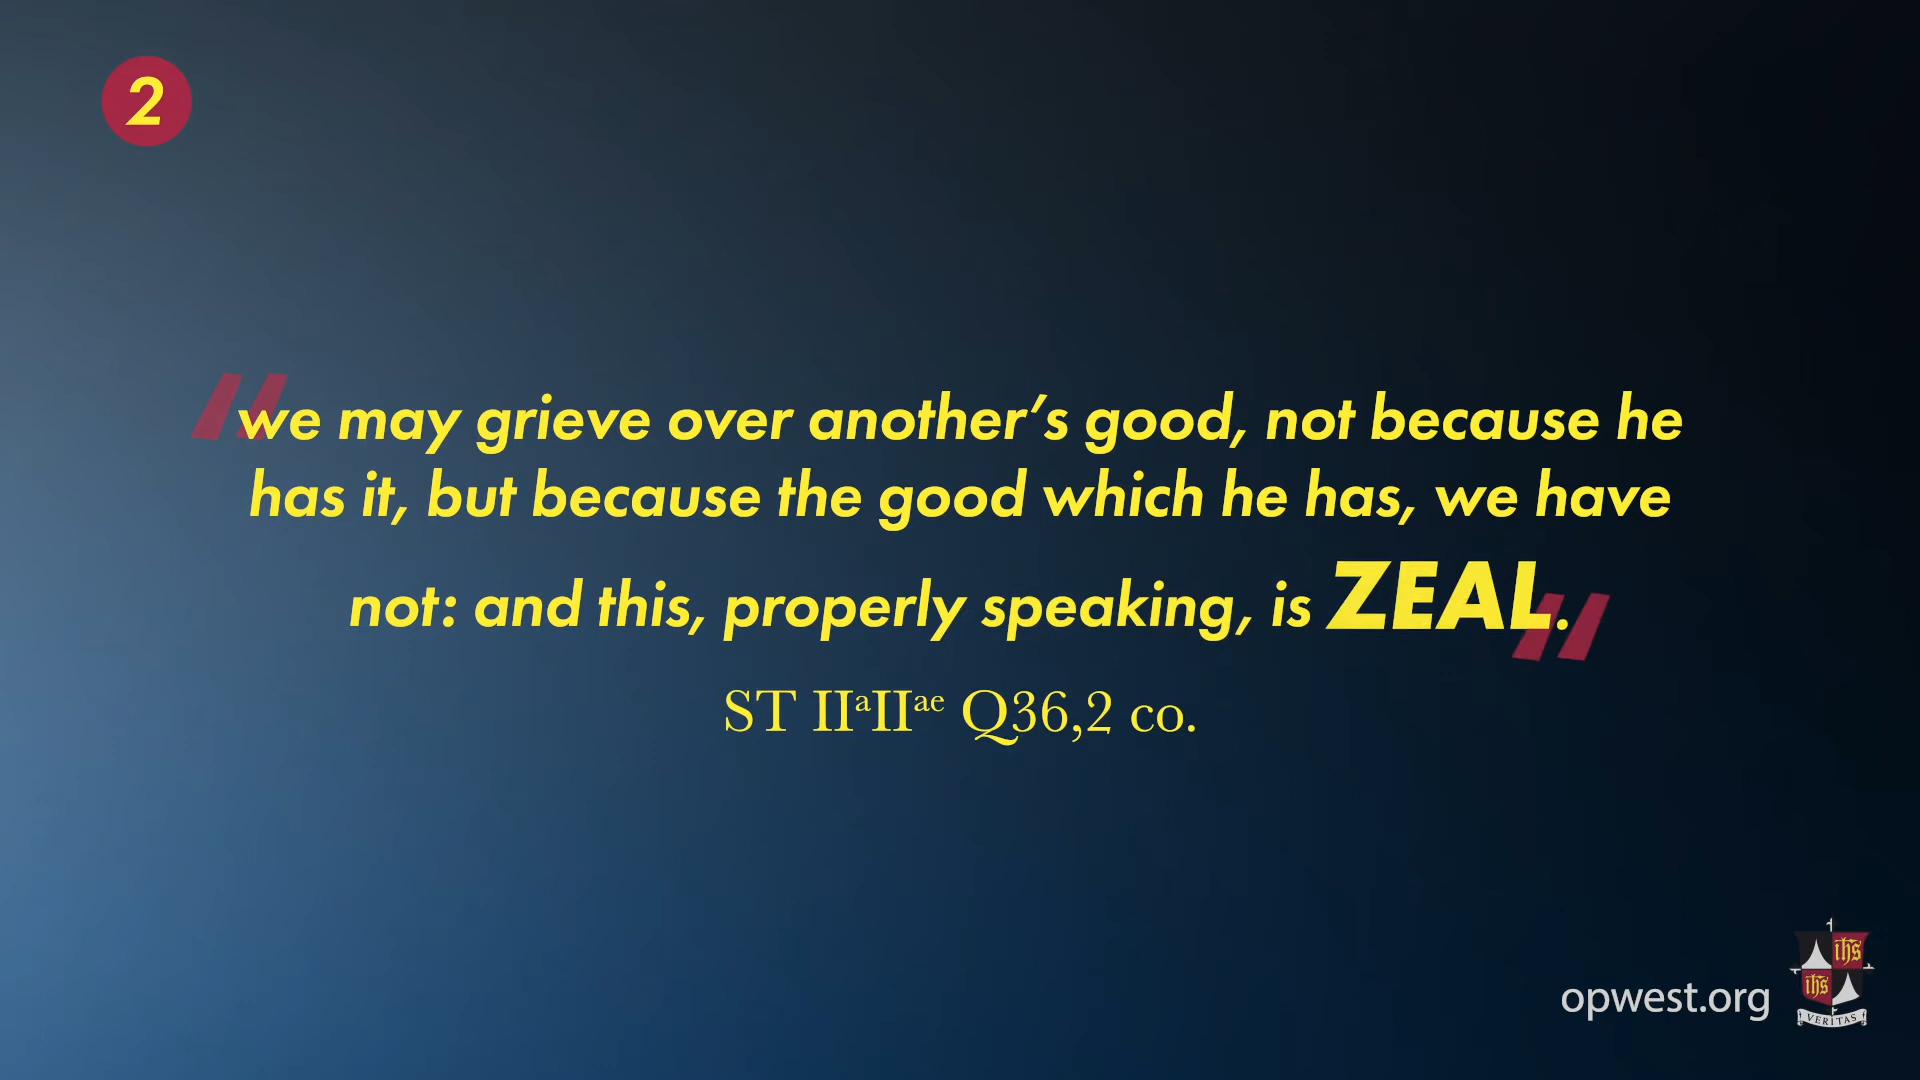 2
"we may grieve over another's good, not because he
has it, but because the good which he has, we have
not: and this, properly speaking, is ZEAL."
ST IIᵃIIᵃᵉ Q36,2 co.
ihs
ihs
opwest.org
VERITAS